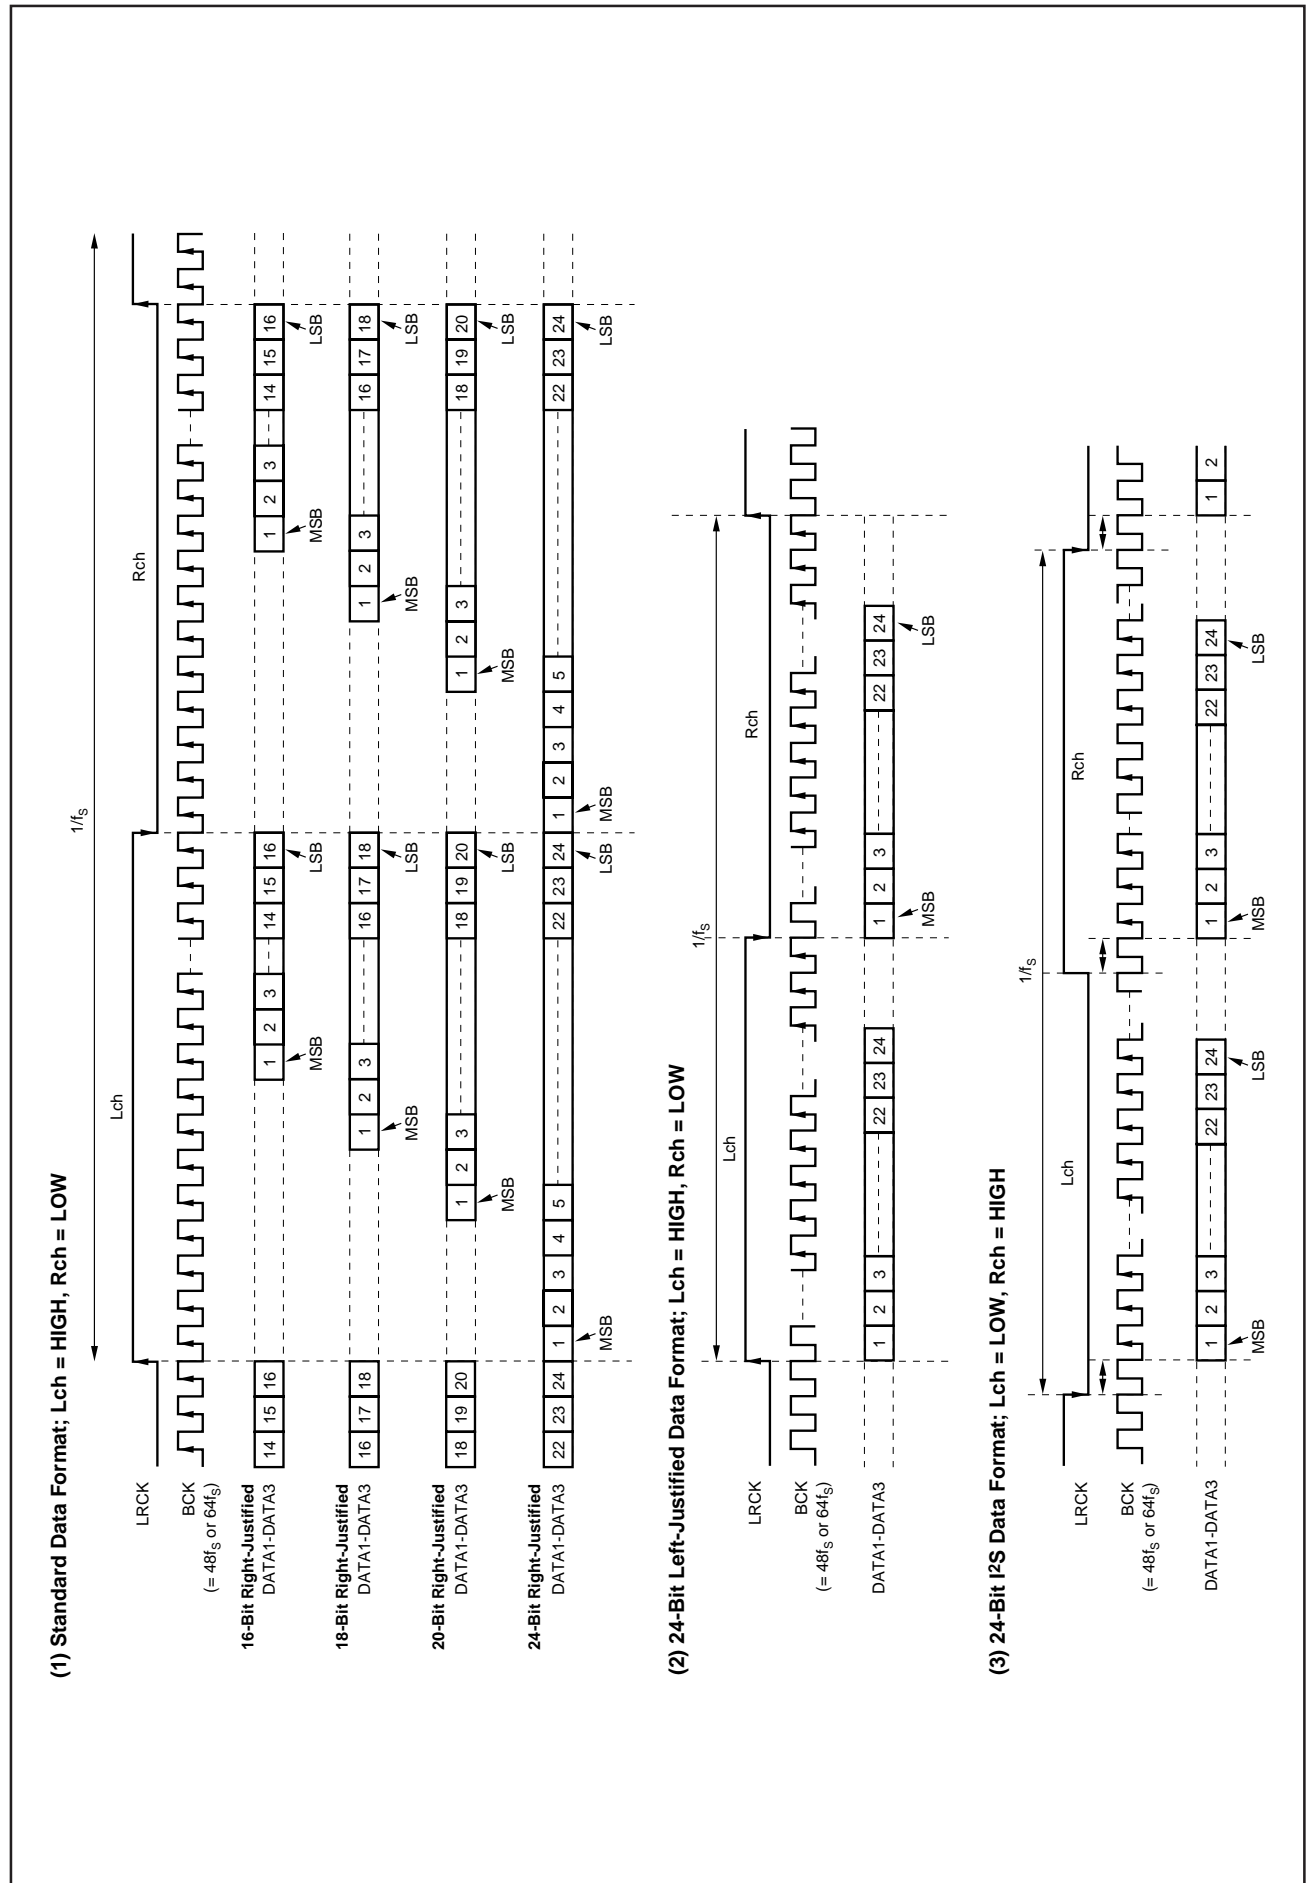 (1) Standard Data Format; Lch = HIGH, Rch = LOW
1/fS
LRCK Lch Rch
BCK
(= 48fS or 64fS)
16-Bit Right-Justified
DATA1-DATA3 14 15 16 1 2 3 14 15 16 1 2 3 14 15 16
MSB LSB MSB LSB
18-Bit Right-Justified
DATA1-DATA3 16 17 18 1 2 3 16 17 18 1 2 3 16 17 18
MSB LSB MSB LSB
20-Bit Right-Justified
DATA1-DATA3 18 19 20 1 2 3 18 19 20 1 2 3 18 19 20
MSB LSB MSB LSB
24-Bit Right-Justified
DATA1-DATA3 22 23 24 1 2 3 4 5 22 23 24 1 2 3 4 5 22 23 24
MSB LSB MSB LSB
(2) 24-Bit Left-Justified Data Format; Lch = HIGH, Rch = LOW
1/fS
LRCK Lch Rch
BCK
(= 48fS or 64fS)
DATA1-DATA3 1 2 3 22 23 24 1 2 3 22 23 24
MSB LSB
(3) 24-Bit I²S Data Format; Lch = LOW, Rch = HIGH
1/fS
LRCK Lch Rch
BCK
(= 48fS or 64fS)
DATA1-DATA3 1 2 3 22 23 24 1 2 3 22 23 24 1 2
MSB LSB MSB LSB